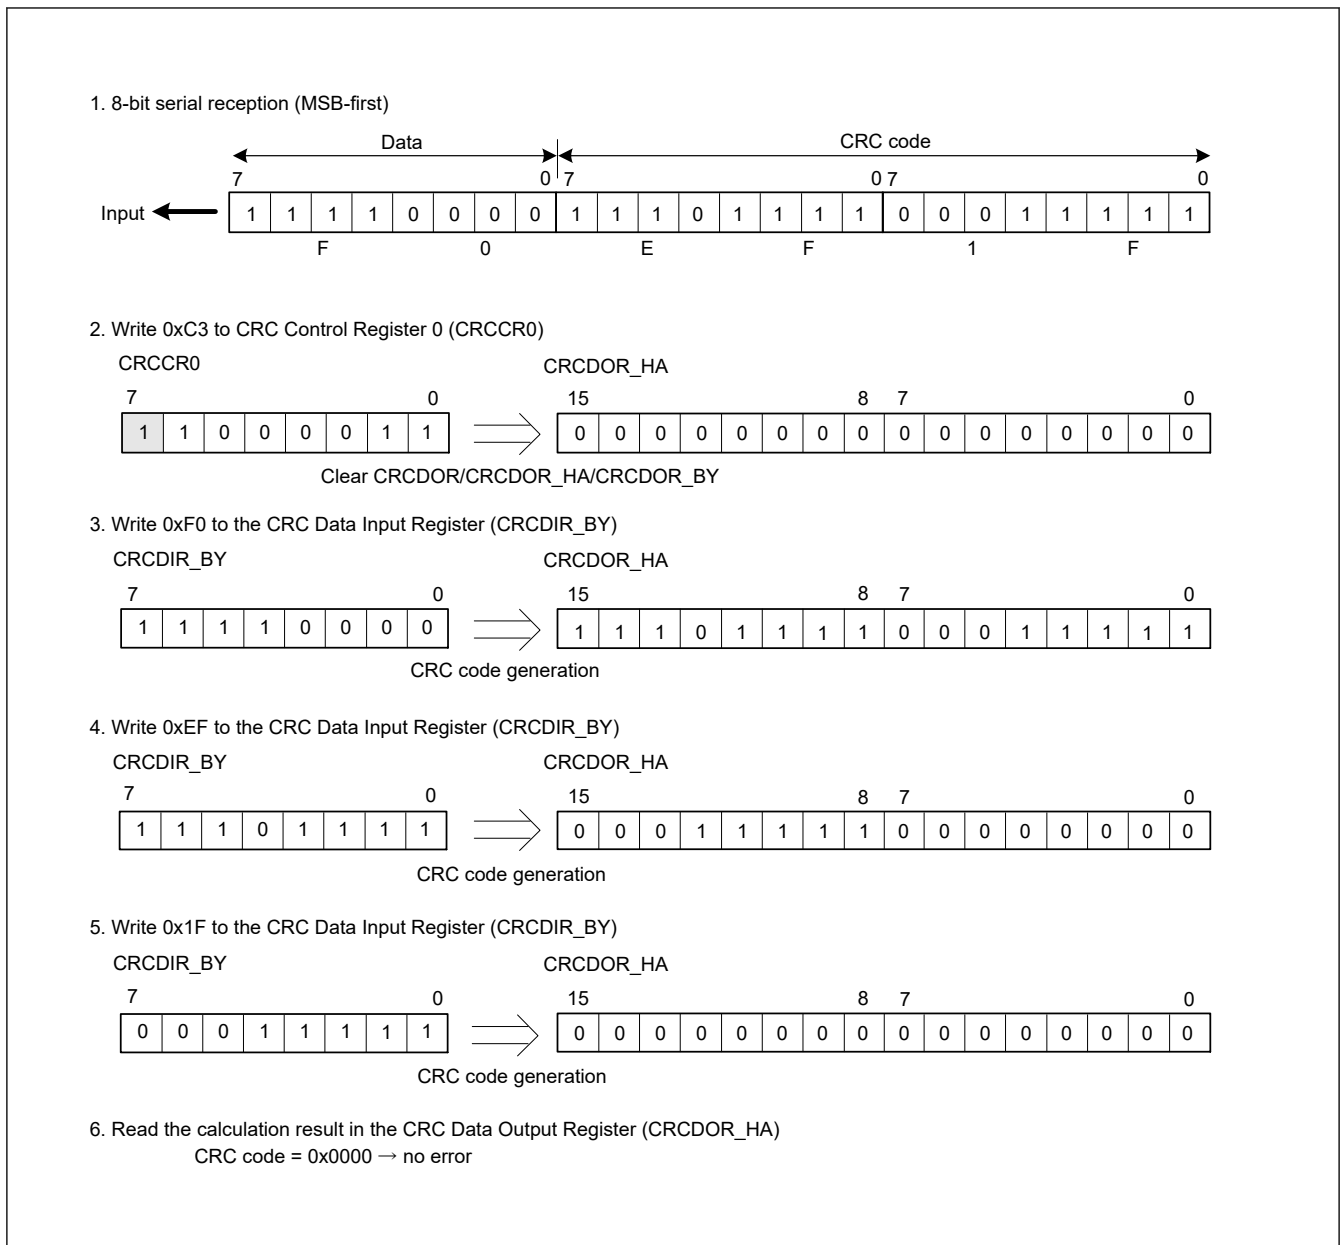 1. 8-bit serial reception (MSB-first)
Data CRC code
7 0 7 0 7 0
Input 1 1 1 1 0 0 0 0 1 1 1 0 1 1 1 1 0 0 0 1 1 1 1 1
F 0 E F 1 F
2. Write 0xC3 to CRC Control Register 0 (CRCCR0)
CRCCR0 CRCDOR_HA
7 0 15 8 7 0
1 1 0 0 0 0 1 1 0 0 0 0 0 0 0 0 0 0 0 0 0 0 0 0
Clear CRCDOR/CRCDOR_HA/CRCDOR_BY
3. Write 0xF0 to the CRC Data Input Register (CRCDIR_BY)
CRCDIR_BY CRCDOR_HA
7 0 15 8 7 0
1 1 1 1 0 0 0 0 1 1 1 0 1 1 1 1 0 0 0 1 1 1 1 1
CRC code generation
4. Write 0xEF to the CRC Data Input Register (CRCDIR_BY)
CRCDIR_BY CRCDOR_HA
7 0 15 8 7 0
1 1 1 0 1 1 1 1 0 0 0 1 1 1 1 1 0 0 0 0 0 0 0 0
CRC code generation
5. Write 0x1F to the CRC Data Input Register (CRCDIR_BY)
CRCDIR_BY CRCDOR_HA
7 0 15 8 7 0
0 0 0 1 1 1 1 1 0 0 0 0 0 0 0 0 0 0 0 0 0 0 0 0
CRC code generation
6. Read the calculation result in the CRC Data Output Register (CRCDOR_HA)
CRC code = 0x0000 → no error